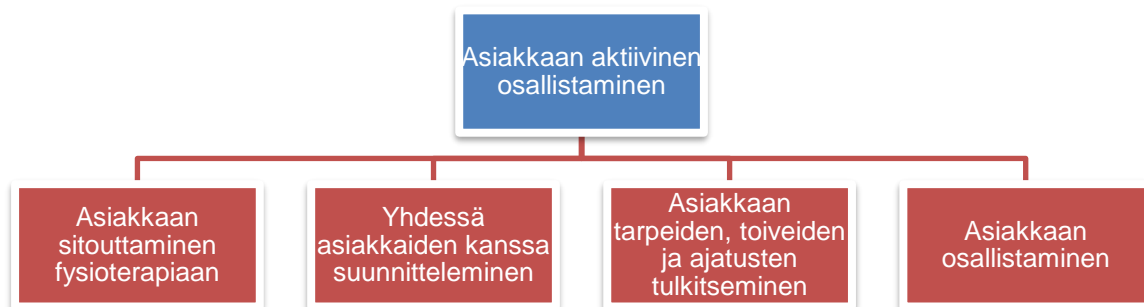 Asiakkaan aktiivinen
osallistaminen
Asiakkaan
sitouttaminen
fysioterapiaan
Yhdessä
asiakkaiden kanssa
suunnitteleminen
Asiakkaan
tarpeiden, toiveiden
ja ajatusten
tulkitseminen
Asiakkaan
osallistaminen